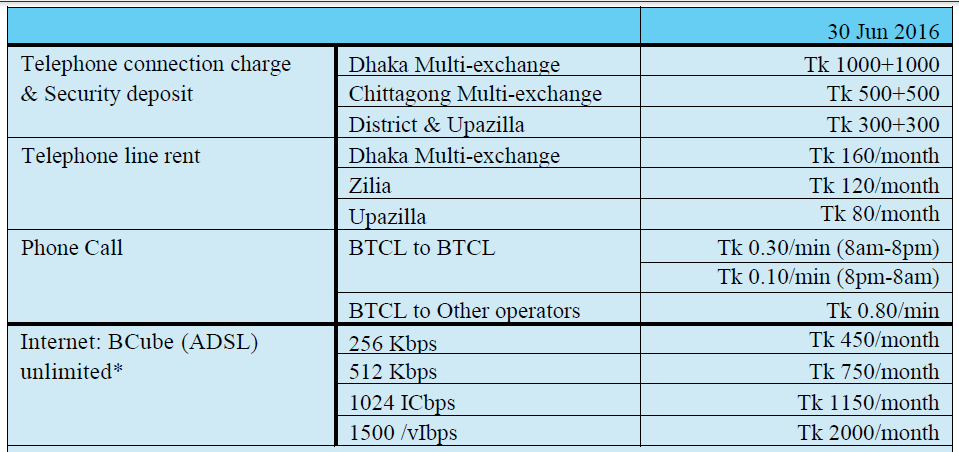 30 Jun 2016
Telephone connection charge Dhaka Multi-exchange Tk 1000+1000
& Security deposit Chittagong Multi-exchange Tk 500+500
District & Upazilla Tk 300+300
Telephone line rent Dhaka Multi-exchange Tk 160/month
Zilia Tk 120/month
Upazilla Tk 80/month
Phone Call BTCL to BTCL Tk 0.30/min (8am-8pm)
Tk 0.10/min (8pm-8am)
BTCL to Other operators Tk 0.80/min
Internet: BCube (ADSL) 256 Kbps Tk 450/month
unlimited* 512 Kbps Tk 750/month
1024 ICbps Tk 1150/month
1500 /vIbps Tk 2000/month